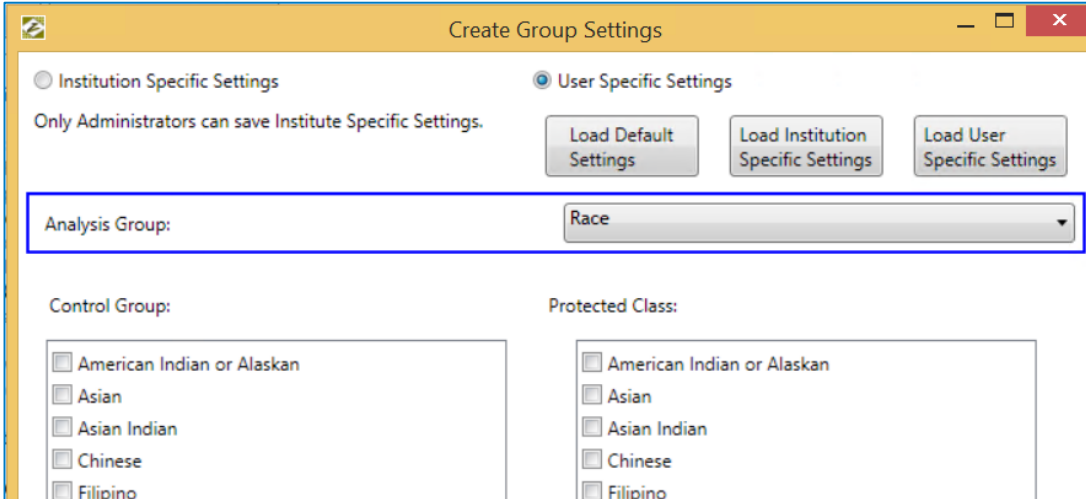 Create Group Settings
Institution Specific Settings
User Specific Settings
Only Administrators can save Institute Specific Settings.
Load Default
Settings
Load Institution
Specific Settings
Load User
Specific Settings
Analysis Group:
Race
Control Group:
Protected Class:
American Indian or Alaskan
Asian
Asian Indian
Chinese
Filipino
American Indian or Alaskan
Asian
Asian Indian
Chinese
Filipino